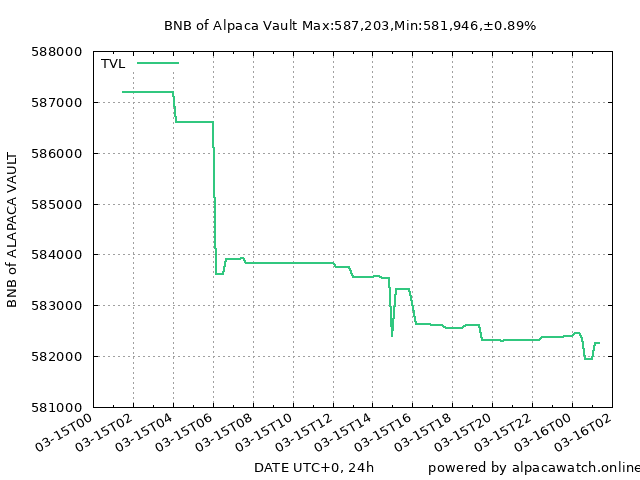 BNB of Alpaca Vault Max:587,203,Min:581,946,±0.89%
588000
TVL
587000
586000
585000
584000
583000
582000
581000
BNB of ALAPACA VAULT
03-15T00
03-15T02
03-15T04
03-15T06
03-15T08
03-15T10
03-15T12
03-15T14
03-15T16
03-15T18
03-15T20
03-15T22
03-16T00
03-16T02
DATE UTC+0, 24h
powered by alpacawatch.online